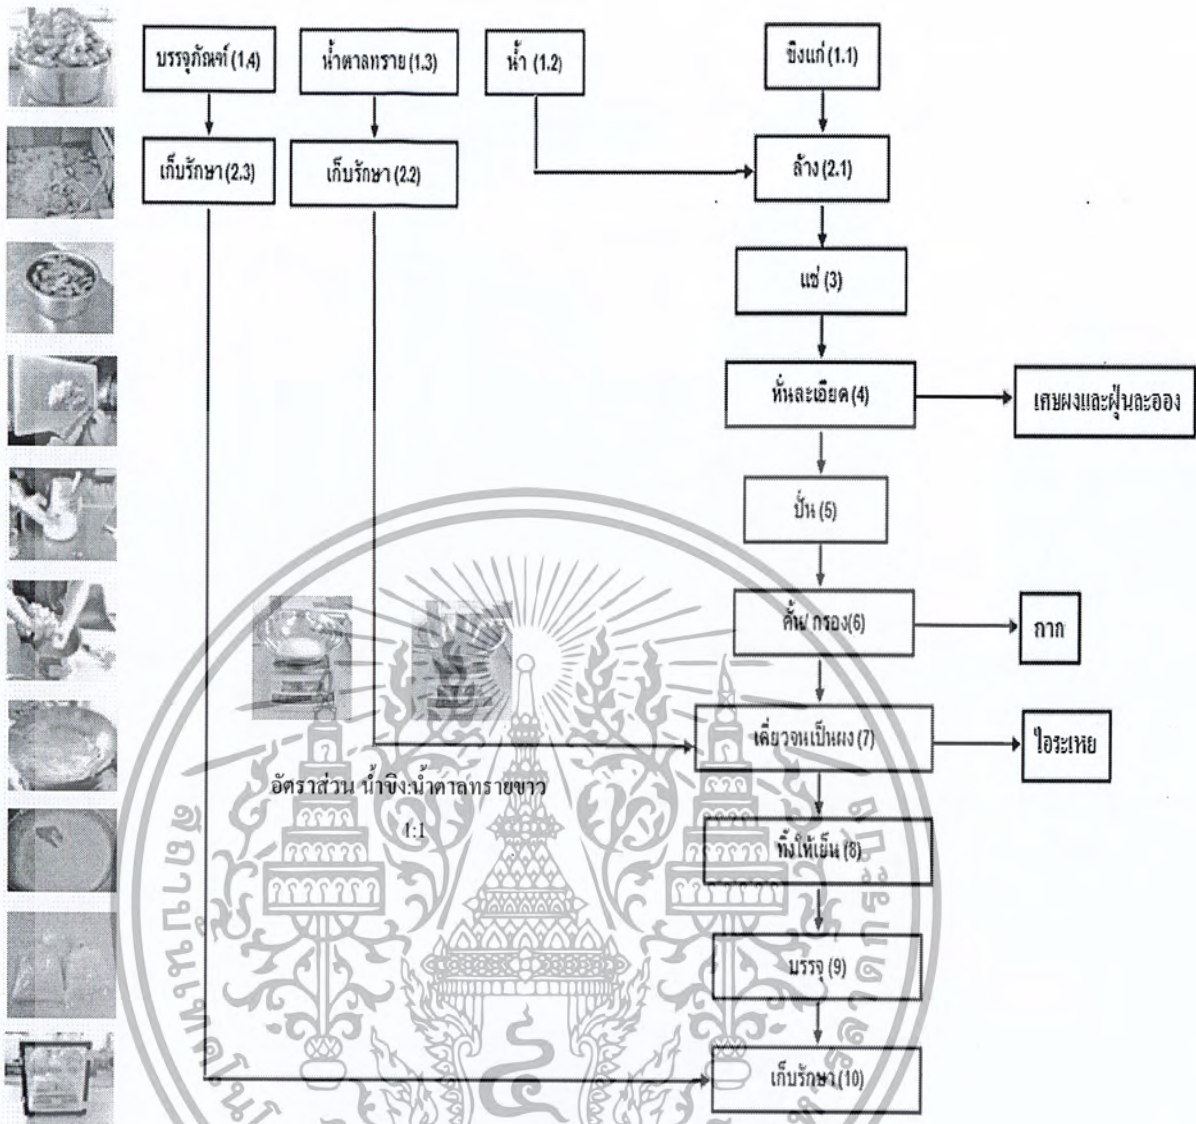 บรรจุภัณฑ์ (1.4)
น้ำตาลทราย (1.3)
น้ำ (1.2)
ขิงแก่ (1.1)
เก็บรักษา (2.3)
เก็บรักษา (2.2)
ล้าง (2.1)
แช่ (3)
หั่นละเอียด (4)
เศษผงและฝุ่นละออง
ปั่น (5)
คั้น/ กรอง(6)
กาก
เคี่ยวจนเป็นผง (7)
ไอระเหย
อัตราส่วน น้ำขิง:น้ำตาลทรายขาว
1:1
ทิ้งให้เย็น (8)
บรรจุ (9)
เก็บรักษา (10)